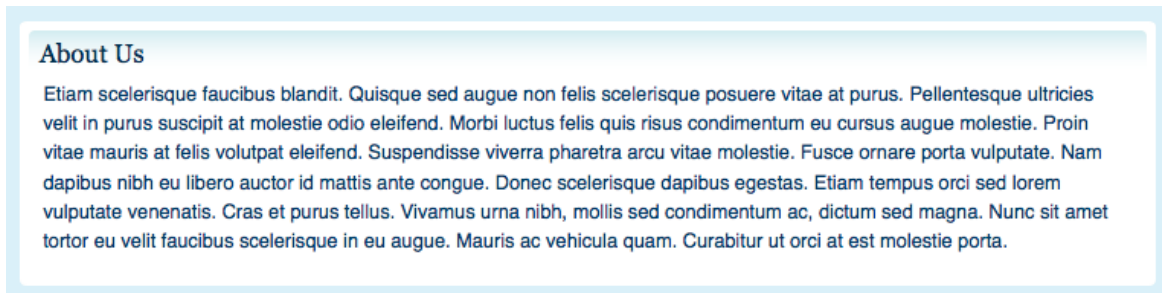 About Us
Etiam scelerisque faucibus blandit. Quisque sed augue non felis scelerisque posuere vitae at purus. Pellentesque ultricies
velit in purus suscipit at molestie odio eleifend. Morbi luctus felis quis risus condimentum eu cursus augue molestie. Proin
vitae mauris at felis volutpat eleifend. Suspendisse viverra pharetra arcu vitae molestie. Fusce ornare porta vulputate. Nam
dapibus nibh eu libero auctor id mattis ante congue. Donec scelerisque dapibus egestas. Etiam tempus orci sed lorem
vulputate venenatis. Cras et purus tellus. Vivamus urna nibh, mollis sed condimentum ac, dictum sed magna. Nunc sit amet
tortor eu velit faucibus scelerisque in eu augue. Mauris ac vehicula quam. Curabitur ut orci at est molestie porta.